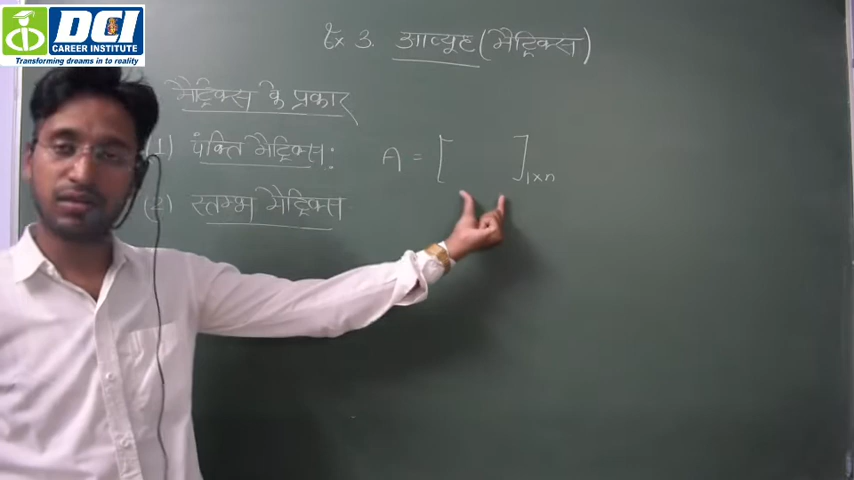 DCI
CAREER INSTITUTE
Transforming dreams in to reality
Ex 3. आव्यूह (मैट्रिक्स)
मैट्रिक्स के प्रकार
(1) पंक्ति मैट्रिक्स: A = [ ]1×n
(2) स्तम्भ मैट्रिक्स